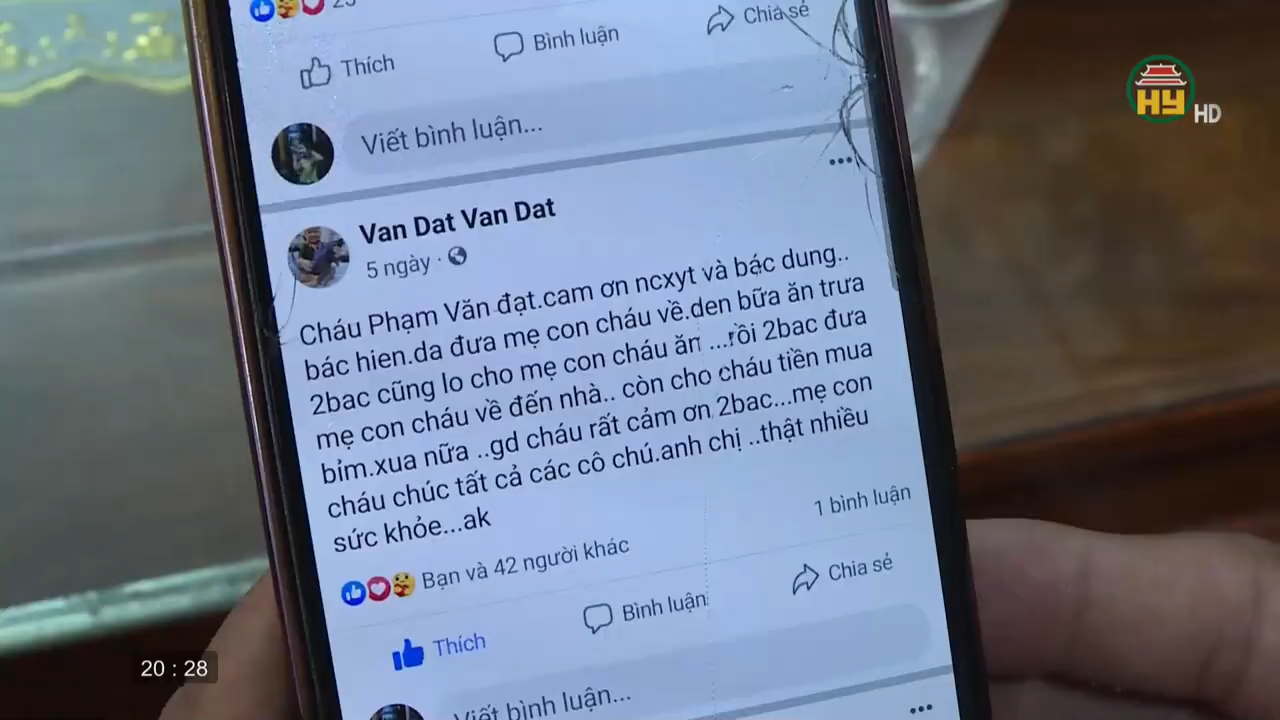 23
Thích
Bình luận
Chia sẻ
Viết bình luận...
HY HD
Van Dat Van Dat
5 ngày ·
Cháu Phạm Văn đạt.cam ơn ncxyt và bác dung..
bác hien.da đưa mẹ con cháu về.den bữa ăn trưa
2bac cũng lo cho mẹ con cháu ăn ...rồi 2bac đưa
mẹ con cháu về đến nhà.. còn cho cháu tiền mua
bỉm.xua nữa ..gd cháu rất cảm ơn 2bac...mẹ con
cháu chúc tất cả các cô chú.anh chị ..thật nhiều
sức khỏe...ak
Bạn và 42 người khác
1 bình luận
Thích
Bình luận
Chia sẻ
Viết bình luận...
20 : 28